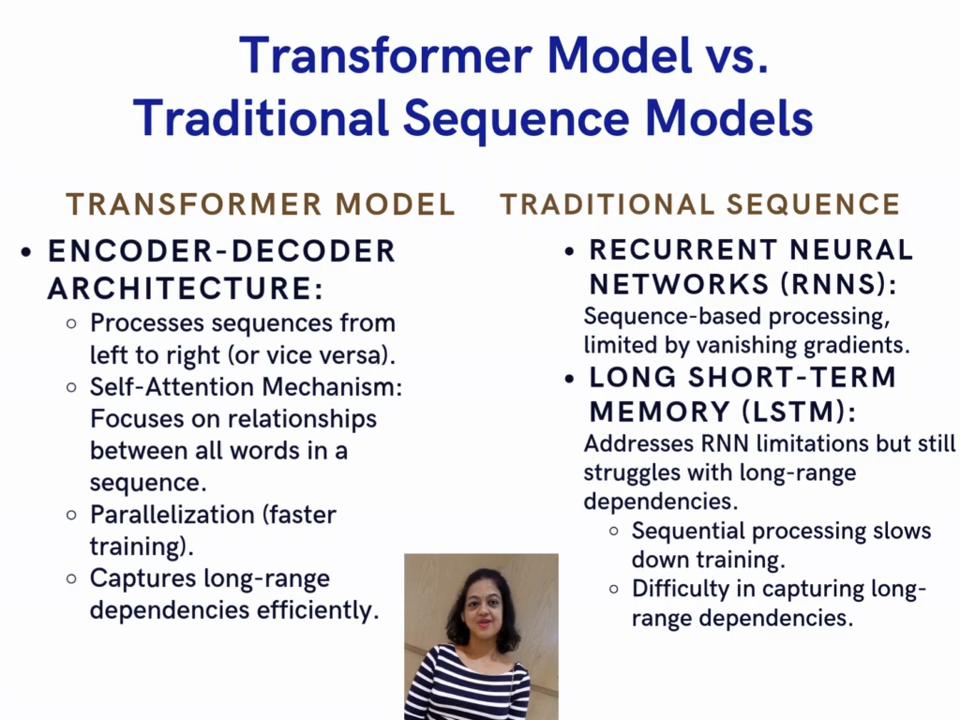 Transformer Model vs.
Traditional Sequence Models
TRANSFORMER MODEL
• ENCODER-DECODER
ARCHITECTURE:
○ Processes sequences from
left to right (or vice versa).
○ Self-Attention Mechanism:
Focuses on relationships
between all words in a
sequence.
○ Parallelization (faster
training).
○ Captures long-range
dependencies efficiently.
TRADITIONAL SEQUENCE
• RECURRENT NEURAL
NETWORKS (RNNS):
Sequence-based processing,
limited by vanishing gradients.
• LONG SHORT-TERM
MEMORY (LSTM):
Addresses RNN limitations but still
struggles with long-range
dependencies.
○ Sequential processing slows
down training.
○ Difficulty in capturing long-
range dependencies.